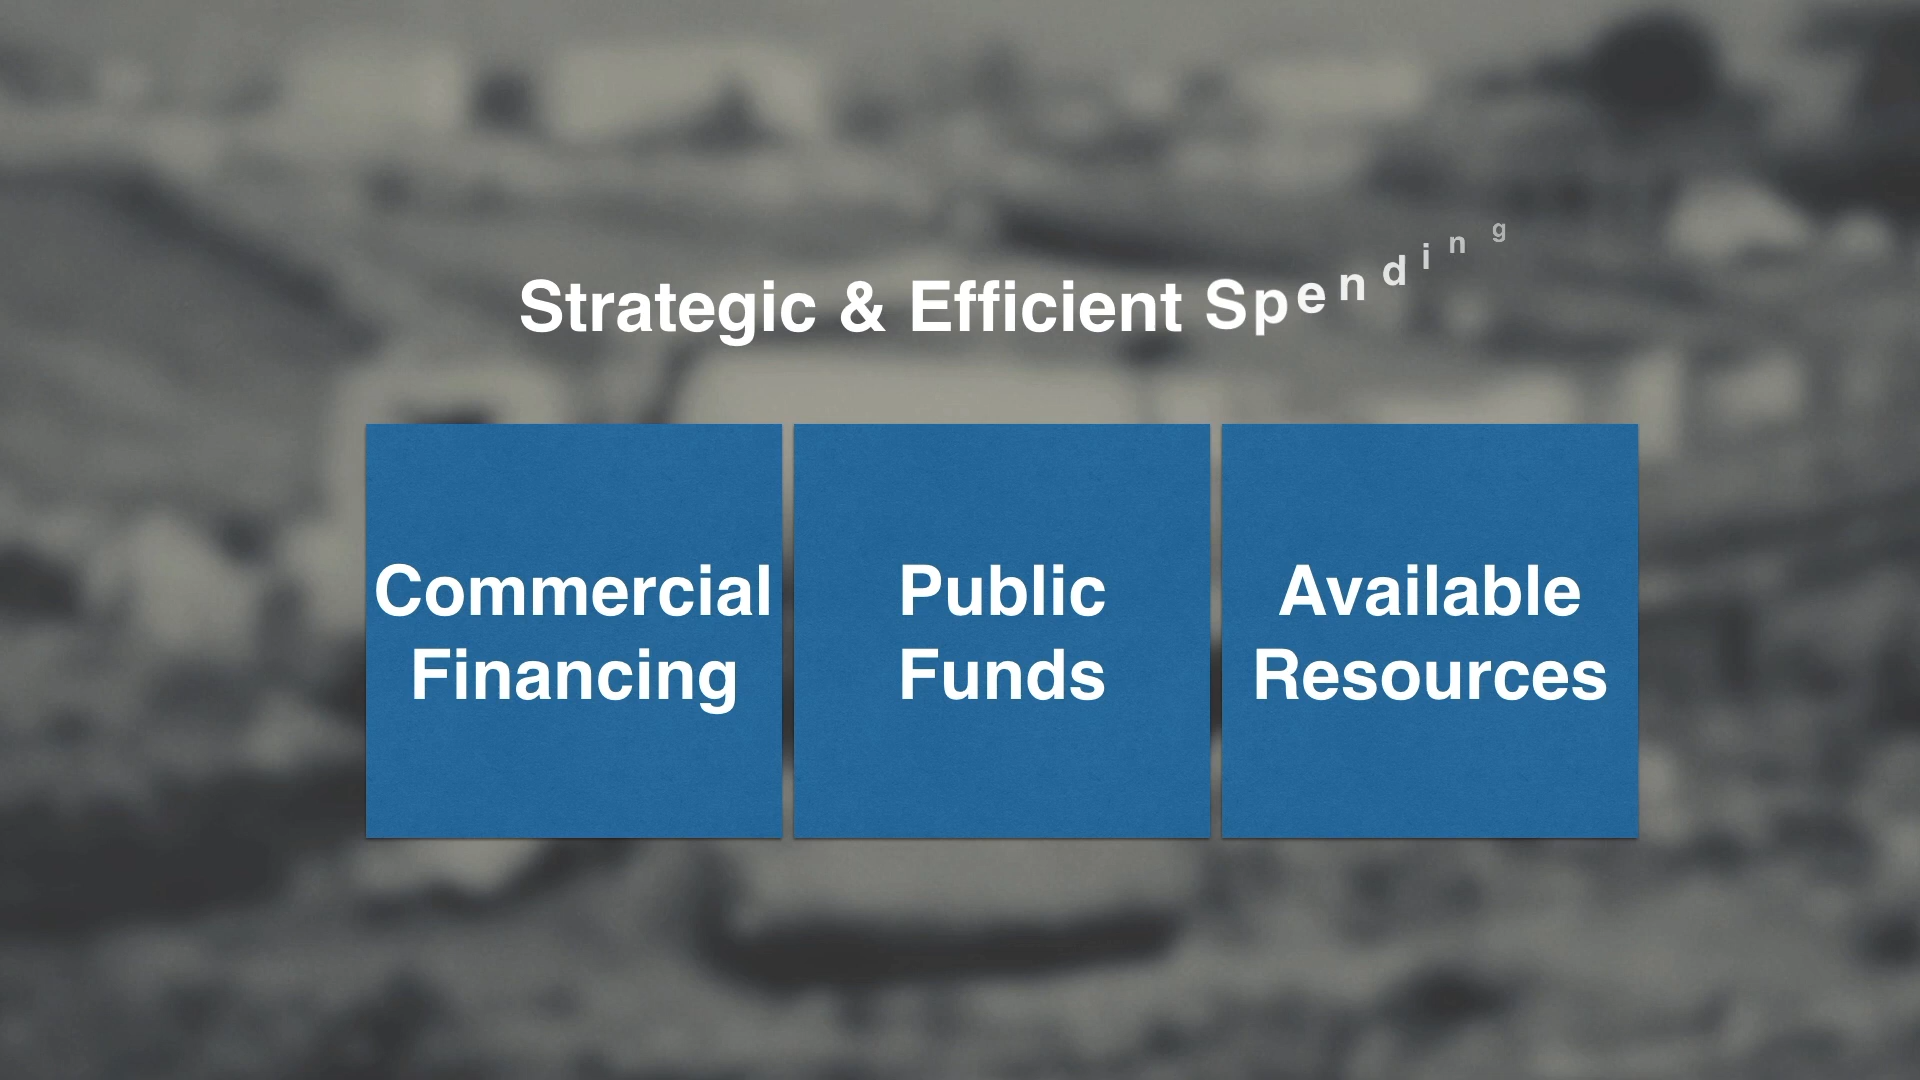 Strategic & Efficient Spending
Commercial
Financing
Public
Funds
Available
Resources